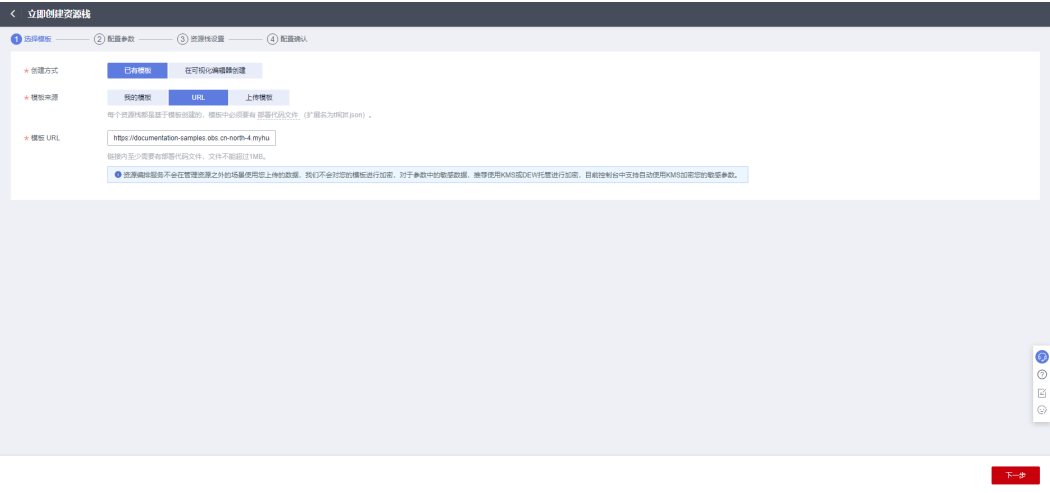 立即创建资源栈
1 选择模板 2 配置参数 3 资源栈设置 4 配置确认
* 创建方式 已有模板 在可视化编辑器创建
* 模板来源 我的模板 URL 上传模板
每个资源栈都是基于模板创建的，模板中必须要有 部署代码文件 （扩展名为tf和tf.json）。
* 模板 URL https://documentation-samples.obs.cn-north-4.myhu
链接内至少需要有部署代码文件，文件不能超过1MB。
资源编排服务不会在管理资源之外的场景使用您上传的数据，我们不会对您的模板进行加密，对于参数中的敏感数据，推荐使用KMS或DEW托管进行加密，目前控制台中支持自动使用KMS加密您的敏感参数。
下一步